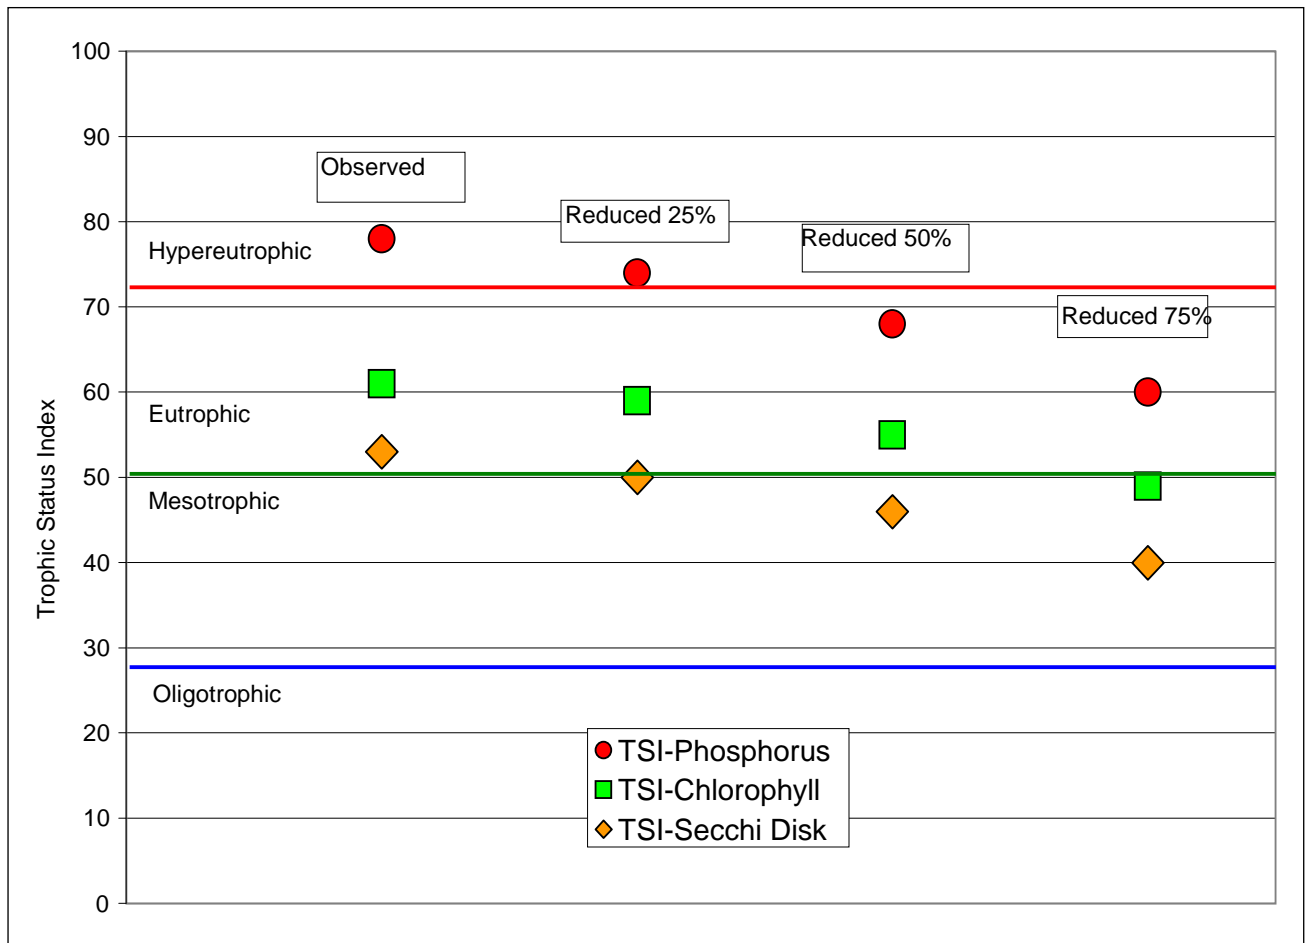 100
90
Observed
Reduced 25%
80
Reduced 50%
Hypereutrophic
70
Reduced 75%
60
Eutrophic
Trophic Status Index
50
Mesotrophic
40
30
Oligotrophic
20
TSI-Phosphorus
TSI-Chlorophyll
10
TSI-Secchi Disk
0